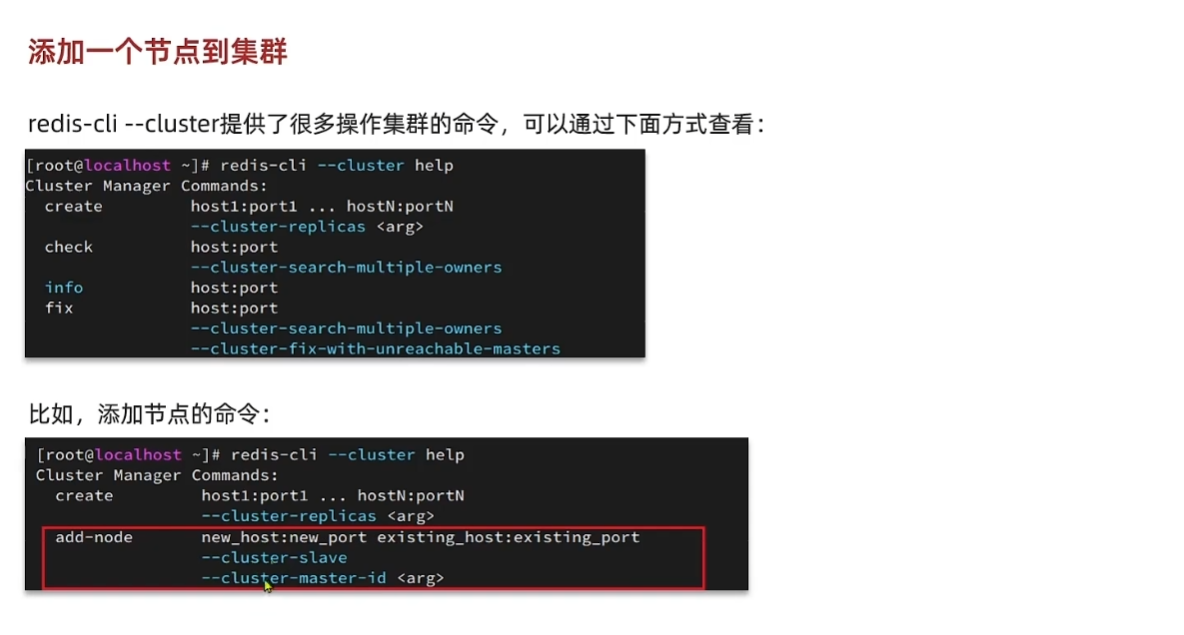 添加一个节点到集群
redis-cli --cluster提供了很多操作集群的命令，可以通过下面方式查看：
[root@localhost ~]# redis-cli --cluster help
Cluster Manager Commands:
create host1:port1 ... hostN:portN
--cluster-replicas <arg>
check host:port
--cluster-search-multiple-owners
info host:port
fix host:port
--cluster-search-multiple-owners
--cluster-fix-with-unreachable-masters
比如，添加节点的命令：
[root@localhost ~]# redis-cli --cluster help
Cluster Manager Commands:
create host1:port1 ... hostN:portN
--cluster-replicas <arg>
add-node new_host:new_port existing_host:existing_port
--cluster-slave
--cluster-master-id <arg>